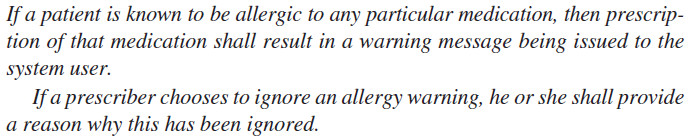 If a patient is known to be allergic to any particular medication, then prescrip-
tion of that medication shall result in a warning message being issued to the
system user.
If a prescriber chooses to ignore an allergy warning, he or she shall provide
a reason why this has been ignored.